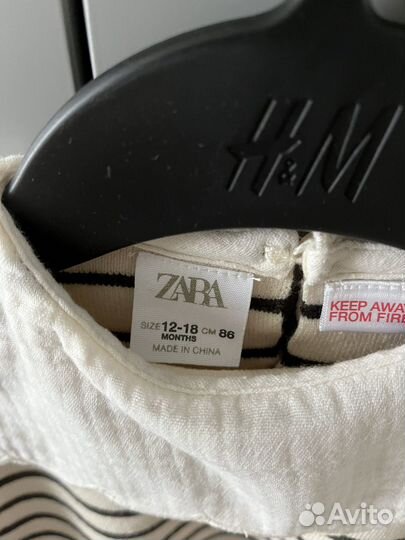 H&M
ZARA
SIZE 12-18 CM 86
MONTHS
MADE IN CHINA
KEEP AWAY
FROM FIRE
Avito